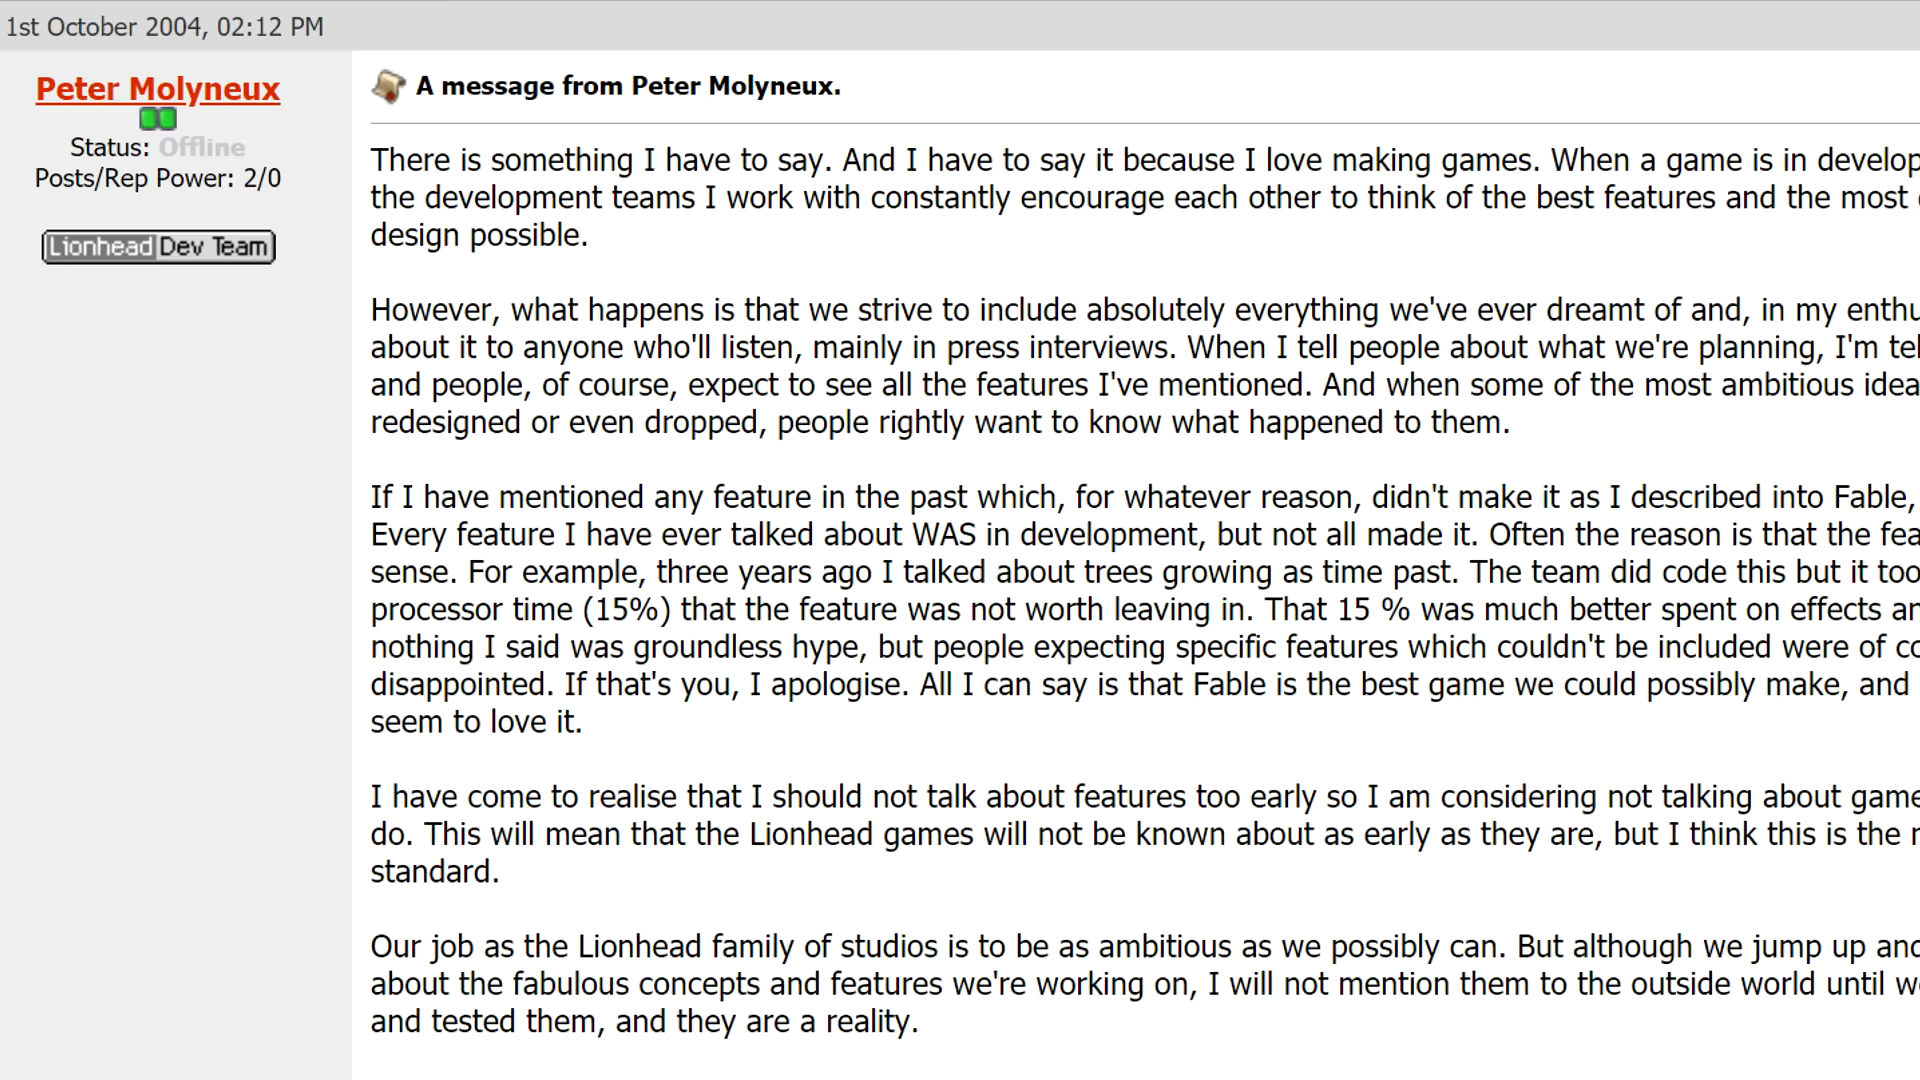 1st October 2004, 02:12 PM
Peter Molyneux
Status: Offline
Posts/Rep Power: 2/0
Lionhead Dev Team
A message from Peter Molyneux.
There is something I have to say. And I have to say it because I love making games. When a game is in develop
the development teams I work with constantly encourage each other to think of the best features and the most
design possible.
However, what happens is that we strive to include absolutely everything we've ever dreamt of and, in my enthu
about it to anyone who'll listen, mainly in press interviews. When I tell people about what we're planning, I'm tel
and people, of course, expect to see all the features I've mentioned. And when some of the most ambitious idea
redesigned or even dropped, people rightly want to know what happened to them.
If I have mentioned any feature in the past which, for whatever reason, didn't make it as I described into Fable,
Every feature I have ever talked about WAS in development, but not all made it. Often the reason is that the fea
sense. For example, three years ago I talked about trees growing as time past. The team did code this but it too
processor time (15%) that the feature was not worth leaving in. That 15 % was much better spent on effects an
nothing I said was groundless hype, but people expecting specific features which couldn't be included were of co
disappointed. If that's you, I apologise. All I can say is that Fable is the best game we could possibly make, and
seem to love it.
I have come to realise that I should not talk about features too early so I am considering not talking about game
do. This will mean that the Lionhead games will not be known about as early as they are, but I think this is the
standard.
Our job as the Lionhead family of studios is to be as ambitious as we possibly can. But although we jump up and
about the fabulous concepts and features we're working on, I will not mention them to the outside world until we
and tested them, and they are a reality.